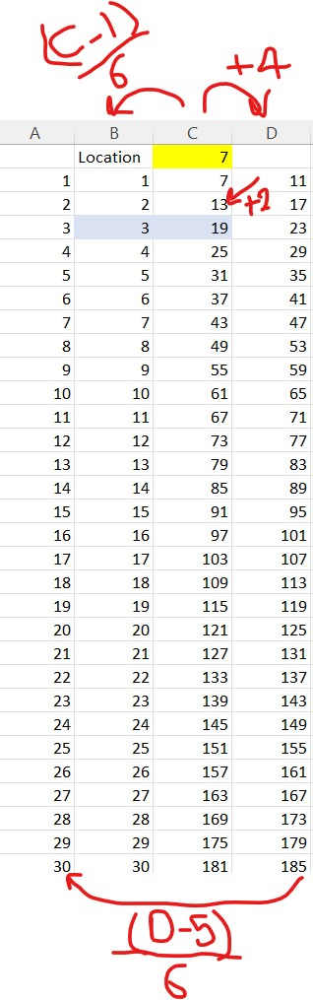 (C-1)
6
+4
A B C D
Location 7
1 1 7 11
+2
2 2 13 17
3 3 19 23
4 4 25 29
5 5 31 35
6 6 37 41
7 7 43 47
8 8 49 53
9 9 55 59
10 10 61 65
11 11 67 71
12 12 73 77
13 13 79 83
14 14 85 89
15 15 91 95
16 16 97 101
17 17 103 107
18 18 109 113
19 19 115 119
20 20 121 125
21 21 127 131
22 22 133 137
23 23 139 143
24 24 145 149
25 25 151 155
26 26 157 161
27 27 163 167
28 28 169 173
29 29 175 179
30 30 181 185
(D-5)
6